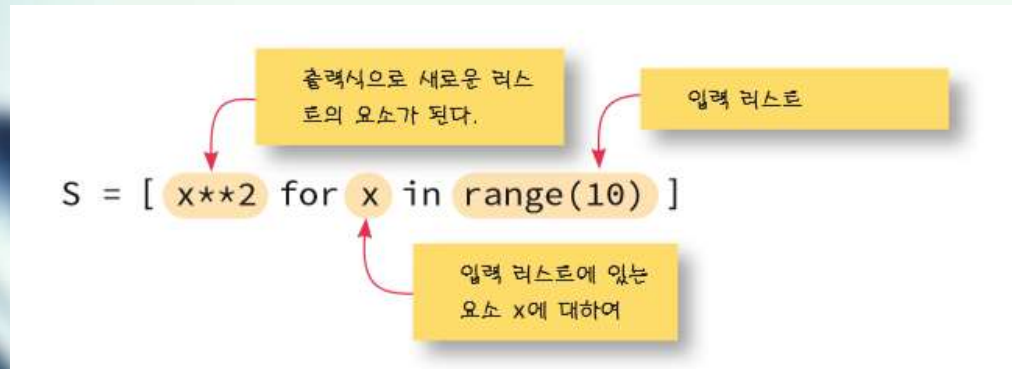 출력식으로 새로운 리스
트의 요소가 된다.
입력 리스트
S = [ x**2 for x in range(10) ]
입력 리스트에 있는
요소 x에 대하여